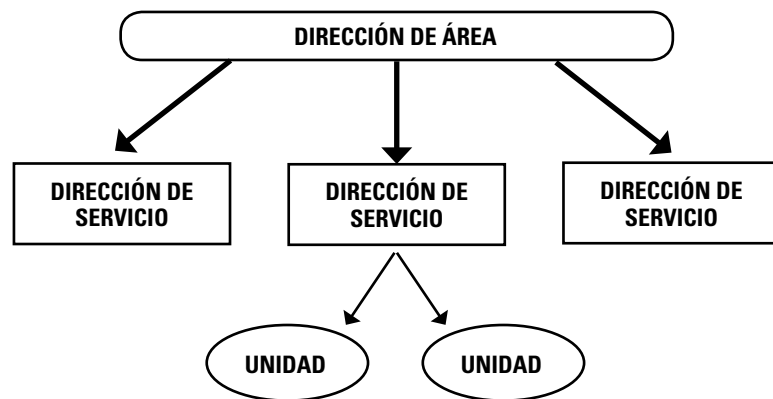 DIRECCIÓN DE ÁREA
DIRECCIÓN DE
SERVICIO
DIRECCIÓN DE
SERVICIO
DIRECCIÓN DE
SERVICIO
UNIDAD
UNIDAD